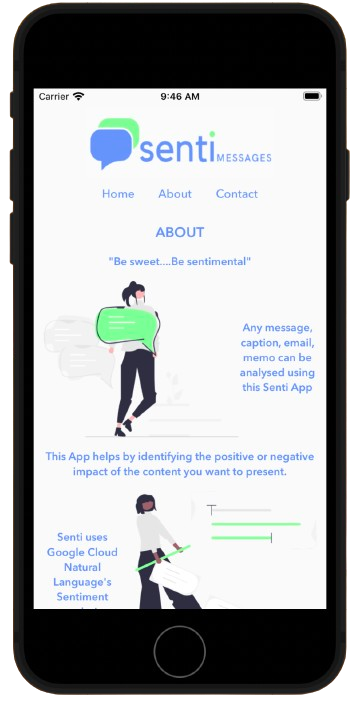 Carrier 9:46 AM
senti MESSAGES
Home About Contact
ABOUT
"Be sweet....Be sentimental"
Any message,
caption, email,
memo can be
analysed using
this Senti App
This App helps by identifying the positive or negative
impact of the content you want to present.
Senti uses
Google Cloud
Natural
Language's
Sentiment